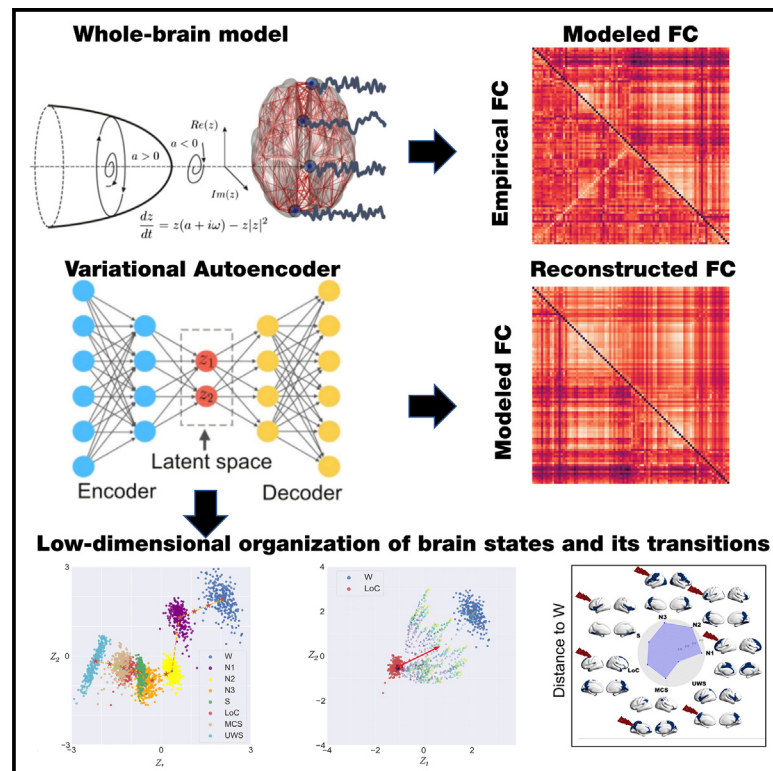 Whole-brain model
Modeled FC
Re(z)
a < 0
a > 0
Im(z)
dz/dt = z(a + iω) − z|z|²
Empirical FC
Variational Autoencoder
Reconstructed FC
z₁
z₂
Latent space
Encoder
Decoder
Modeled FC
Low-dimensional organization of brain states and its transitions
3
0
−3
Z₂
−3
0
3
Z₁
W
N1
N2
N3
S
LoC
MCS
UWS
4
2
0
−2
−4
Z₂
−4
−2
0
2
4
Z₁
W
LoC
Distance to W
N3
N2
S
N1
LoC
UWS
MCS